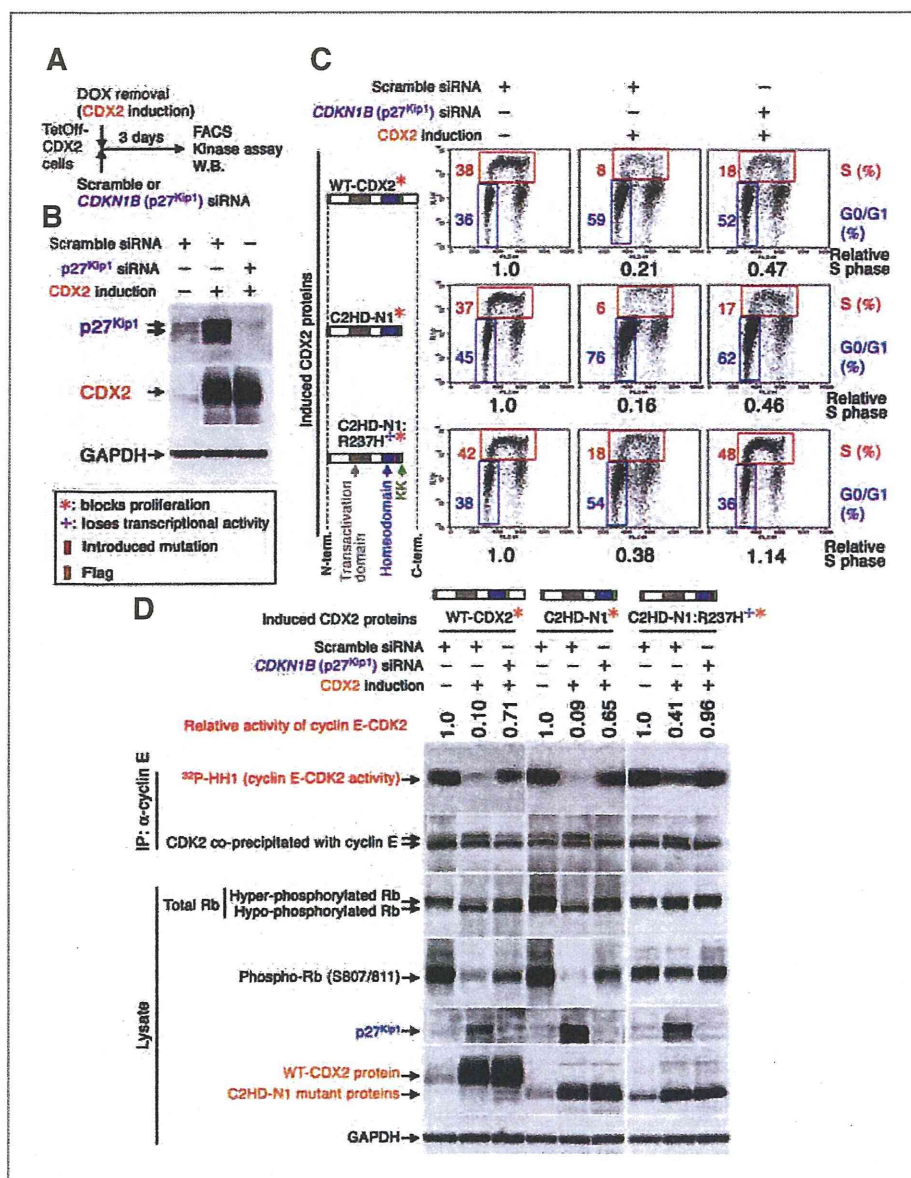 A
DOX removal
(CDX2 induction)
TetOff-
CDX2
cells
3 days
FACS
Kinase assay
W.B.
Scramble or
CDKN1B (p27Kip1) siRNA
B
Scramble siRNA + + −
p27Kip1 siRNA − − +
CDX2 induction − + +
p27Kip1
CDX2
GAPDH
*: blocks proliferation
+: loses transcriptional activity
Introduced mutation
Flag
C
Scramble siRNA + + −
CDKN1B (p27Kip1) siRNA − − +
CDX2 induction − + +
Induced CDX2 proteins
WT-CDX2*
38 8 18 S (%)
36 59 52 G0/G1 (%)
1.0 0.21 0.47 Relative S phase
C2HD-N1*
37 6 17 S (%)
45 76 62 G0/G1 (%)
1.0 0.16 0.46 Relative S phase
C2HD-N1:
R237H+*
42 18 48 S (%)
38 54 36 G0/G1 (%)
1.0 0.38 1.14 Relative S phase
N-term.
Transactivation domain
Homeodomain
KK
C-term.
D
Induced CDX2 proteins WT-CDX2* C2HD-N1* C2HD-N1:R237H+*
Scramble siRNA + + − + + − + + −
CDKN1B (p27Kip1) siRNA − − + − − + − − +
CDX2 induction − + + − + + − + +
Relative activity of cyclin E-CDK2 1.0 0.10 0.71 1.0 0.09 0.65 1.0 0.41 0.96
IP: α-cyclin E
32P-HH1 (cyclin E-CDK2 activity)
CDK2 co-precipitated with cyclin E
Lysate
Total Rb
Hyper-phosphorylated Rb
Hypo-phosphorylated Rb
Phospho-Rb (S807/811)
p27Kip1
WT-CDX2 protein
C2HD-N1 mutant proteins
GAPDH